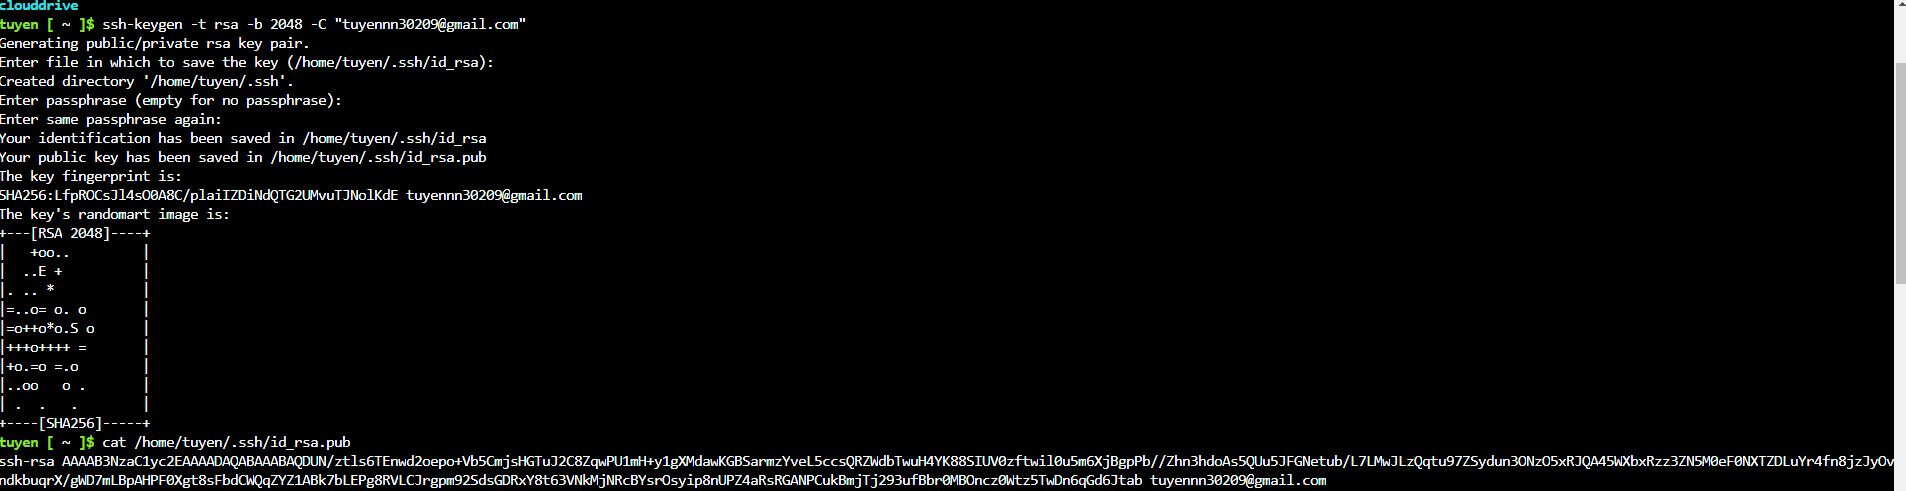 clouddrive
tuyen [ ~ ]$ ssh-keygen -t rsa -b 2048 -C "tuyennn30209@gmail.com"
Generating public/private rsa key pair.
Enter file in which to save the key (/home/tuyen/.ssh/id_rsa):
Created directory '/home/tuyen/.ssh'.
Enter passphrase (empty for no passphrase):
Enter same passphrase again:
Your identification has been saved in /home/tuyen/.ssh/id_rsa
Your public key has been saved in /home/tuyen/.ssh/id_rsa.pub
The key fingerprint is:
SHA256:LfpROCsJl4sO0A8C/plaiIZDiNdQTG2UMvuTJNolKdE tuyennn30209@gmail.com
The key's randomart image is:
+---[RSA 2048]----+
|   +oo..         |
|  ..E +          |
|. .. *           |
|=..o= o. o       |
|=o++o*o.S o      |
|+++o++++ =       |
|+o.=o =.o        |
|..oo   o .       |
| .  .   .        |
+----[SHA256]-----+
tuyen [ ~ ]$ cat /home/tuyen/.ssh/id_rsa.pub
ssh-rsa AAAAB3NzaC1yc2EAAAADAQABAAABAQDUN/ztls6TEnwd2oepo+Vb5CmjsHGTuJ2C8ZqwPU1mH+y1gXMdawKGBSarmzYveL5ccsQRZWdbTwuH4YK88SIUV0zftwil0u5m6XjBgpPb//Zhn3hdoAs5QUu5JFGNetub/L7LMwJLzQqtu97ZSydun3ONzO5xRJQA45WXbxRzz3ZN5M0eF0NXTZDLuYr4fn8jzJyOv
ndkbuqrX/gWD7mLBpAHPF0Xgt8sFbdCWQqZYZ1ABk7bLEPg8RVLCJrgpm92SdsGDRxY8t63VNkMjNRcBYsrOsyip8nUPZ4aRsRGANPCukBmjTj293ufBbr0MBOncz0Wtz5TwDn6qGd6Jtab tuyennn30209@gmail.com